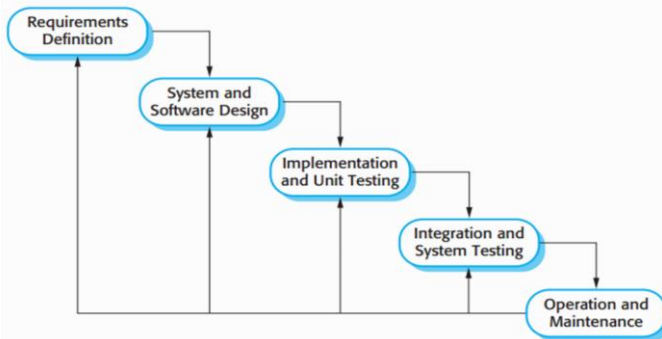 Requirements
Definition
System and
Software Design
Implementation
and Unit Testing
Integration and
System Testing
Operation and
Maintenance